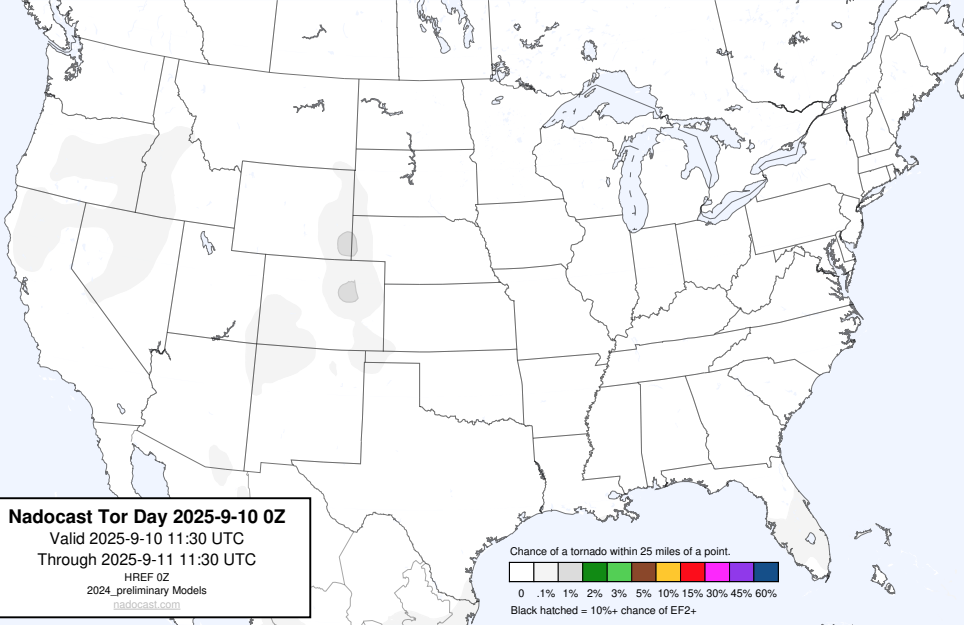 Nadocast Tor Day 2025-9-10 0Z
Valid 2025-9-10 11:30 UTC
Through 2025-9-11 11:30 UTC
HREF 0Z
2024_preliminary Models
nadocast.com
Chance of a tornado within 25 miles of a point.
0 .1% 1% 2% 3% 5% 10% 15% 30% 45% 60%
Black hatched = 10%+ chance of EF2+